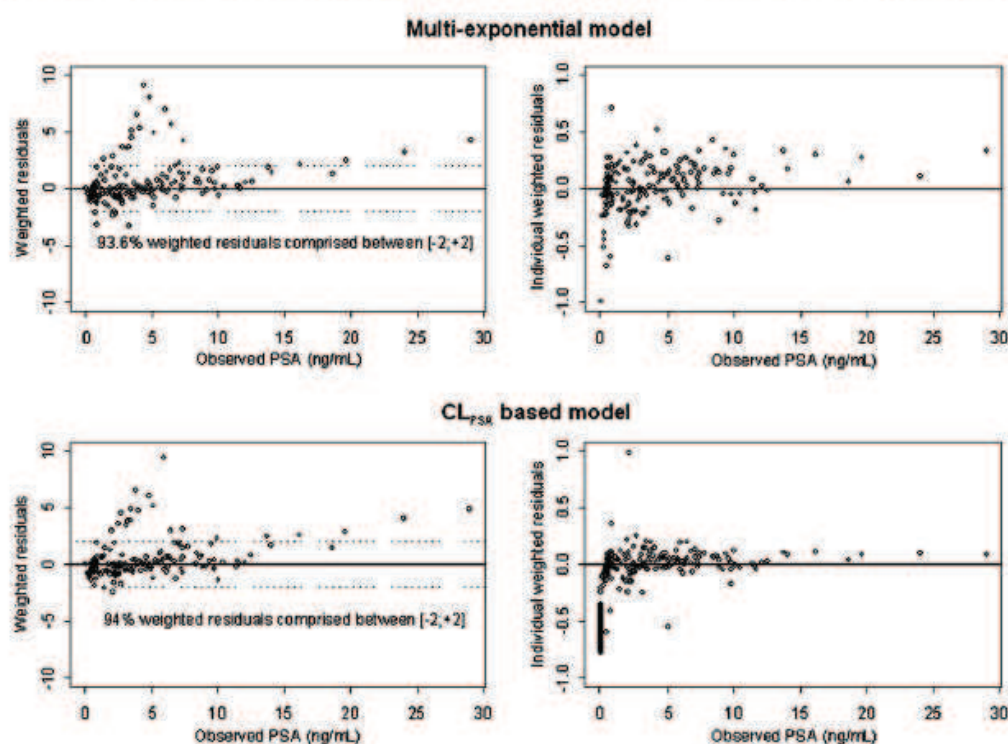 Multi-exponential model
Weighted residuals
10
5
0
-5
-10
93.6% weighted residuals comprised between [-2;+2]
0 5 10 15 20 25 30
Observed PSA (ng/mL)
Individual weighted residuals
1.0
0.5
0.0
-0.5
-1.0
0 5 10 15 20 25 30
Observed PSA (ng/mL)
CLPSA based model
Weighted residuals
10
5
0
-5
-10
94% weighted residuals comprised between [-2;+2]
0 5 10 15 20 25 30
Observed PSA (ng/mL)
Individual weighted residuals
1.0
0.5
0.0
-0.5
-1.0
0 5 10 15 20 25 30
Observed PSA (ng/mL)